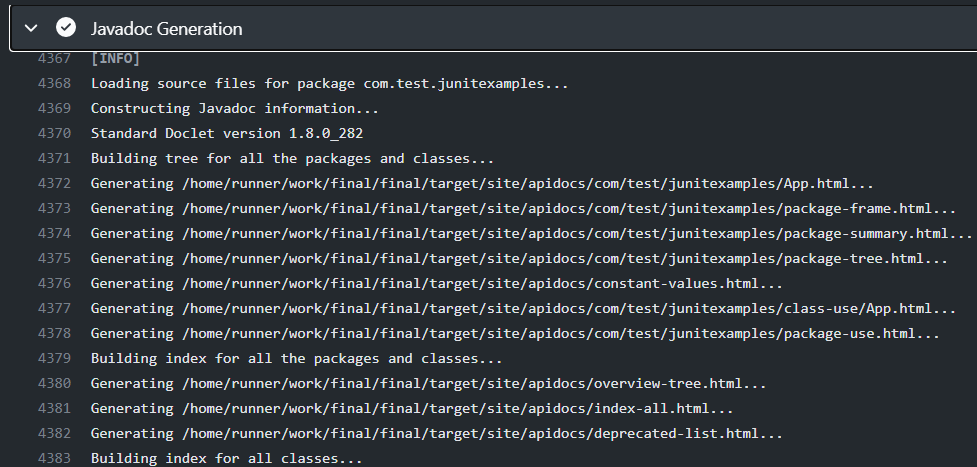 Javadoc Generation
4367 [INFO]
4368 Loading source files for package com.test.junitexamples...
4369 Constructing Javadoc information...
4370 Standard Doclet version 1.8.0_282
4371 Building tree for all the packages and classes...
4372 Generating /home/runner/work/final/final/target/site/apidocs/com/test/junitexamples/App.html...
4373 Generating /home/runner/work/final/final/target/site/apidocs/com/test/junitexamples/package-frame.html...
4374 Generating /home/runner/work/final/final/target/site/apidocs/com/test/junitexamples/package-summary.html...
4375 Generating /home/runner/work/final/final/target/site/apidocs/com/test/junitexamples/package-tree.html...
4376 Generating /home/runner/work/final/final/target/site/apidocs/constant-values.html...
4377 Generating /home/runner/work/final/final/target/site/apidocs/com/test/junitexamples/class-use/App.html...
4378 Generating /home/runner/work/final/final/target/site/apidocs/com/test/junitexamples/package-use.html...
4379 Building index for all the packages and classes...
4380 Generating /home/runner/work/final/final/target/site/apidocs/overview-tree.html...
4381 Generating /home/runner/work/final/final/target/site/apidocs/index-all.html...
4382 Generating /home/runner/work/final/final/target/site/apidocs/deprecated-list.html...
4383 Building index for all classes...